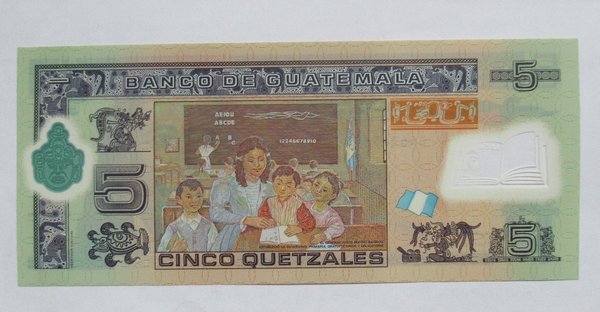 BANCO DE GUATEMALA
5
AEIOU
ABCDE
12345678910
5
5
CINCO QUETZALES